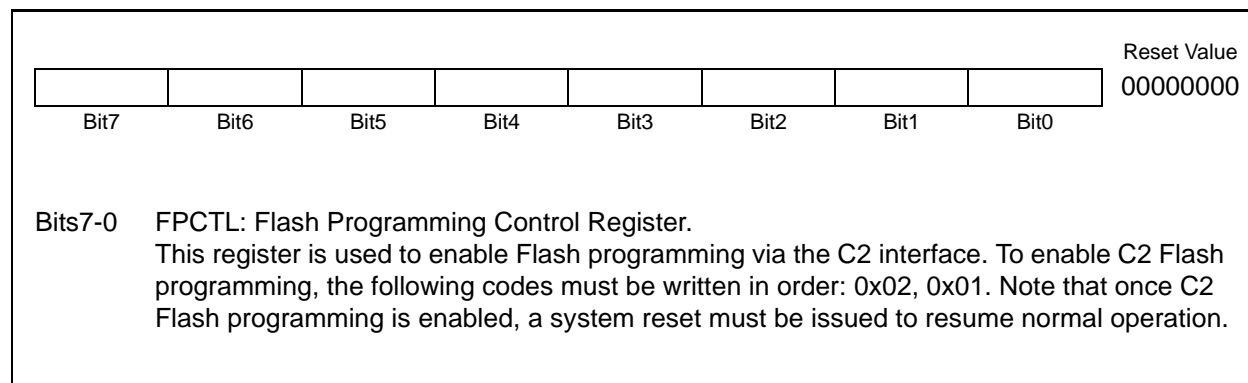 Reset Value
00000000
Bit7 Bit6 Bit5 Bit4 Bit3 Bit2 Bit1 Bit0
Bits7-0 FPCTL: Flash Programming Control Register.
This register is used to enable Flash programming via the C2 interface. To enable C2 Flash
programming, the following codes must be written in order: 0x02, 0x01. Note that once C2
Flash programming is enabled, a system reset must be issued to resume normal operation.